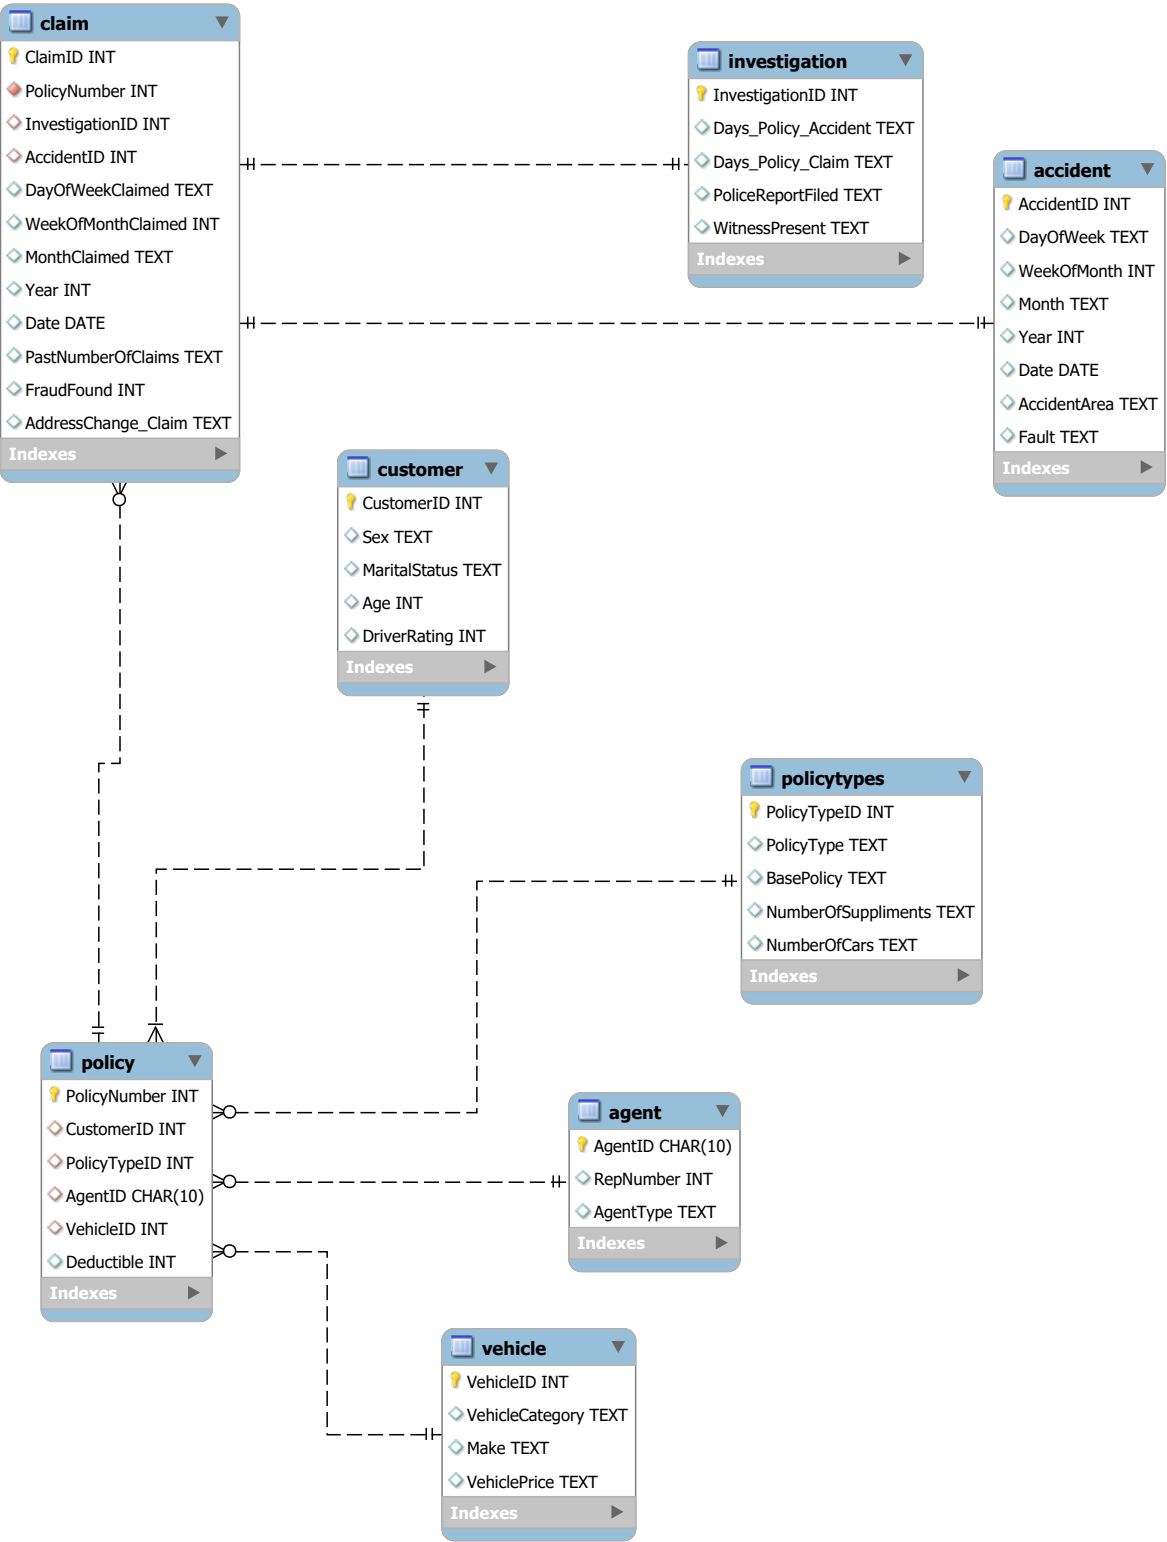 claim
ClaimID INT
PolicyNumber INT
InvestigationID INT
AccidentID INT
DayOfWeekClaimed TEXT
WeekOfMonthClaimed INT
MonthClaimed TEXT
Year INT
Date DATE
PastNumberOfClaims TEXT
FraudFound INT
AddressChange_Claim TEXT
Indexes
investigation
InvestigationID INT
Days_Policy_Accident TEXT
Days_Policy_Claim TEXT
PoliceReportFiled TEXT
WitnessPresent TEXT
Indexes
accident
AccidentID INT
DayOfWeek TEXT
WeekOfMonth INT
Month TEXT
Year INT
Date DATE
AccidentArea TEXT
Fault TEXT
Indexes
customer
CustomerID INT
Sex TEXT
MaritalStatus TEXT
Age INT
DriverRating INT
Indexes
policytypes
PolicyTypeID INT
PolicyType TEXT
BasePolicy TEXT
NumberOfSuppliments TEXT
NumberOfCars TEXT
Indexes
policy
PolicyNumber INT
CustomerID INT
PolicyTypeID INT
AgentID CHAR(10)
VehicleID INT
Deductible INT
Indexes
agent
AgentID CHAR(10)
RepNumber INT
AgentType TEXT
Indexes
vehicle
VehicleID INT
VehicleCategory TEXT
Make TEXT
VehiclePrice TEXT
Indexes